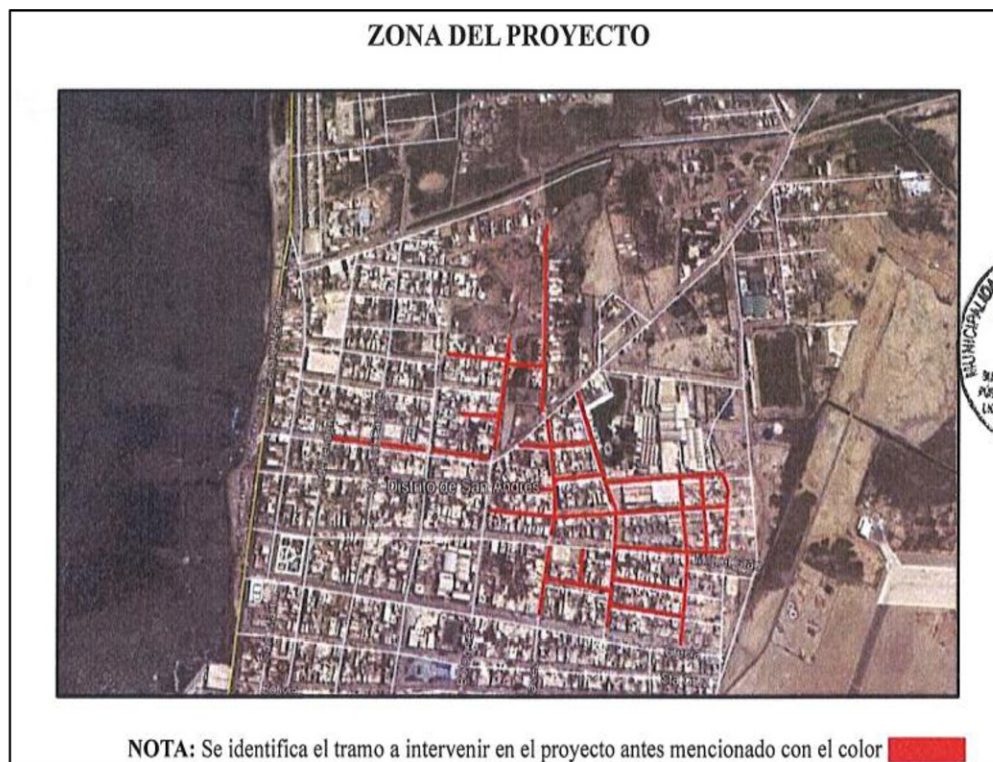 ZONA DEL PROYECTO
MUNICIPALIDA
Distrito de San Andrés
NOTA: Se identifica el tramo a intervenir en el proyecto antes mencionado con el color